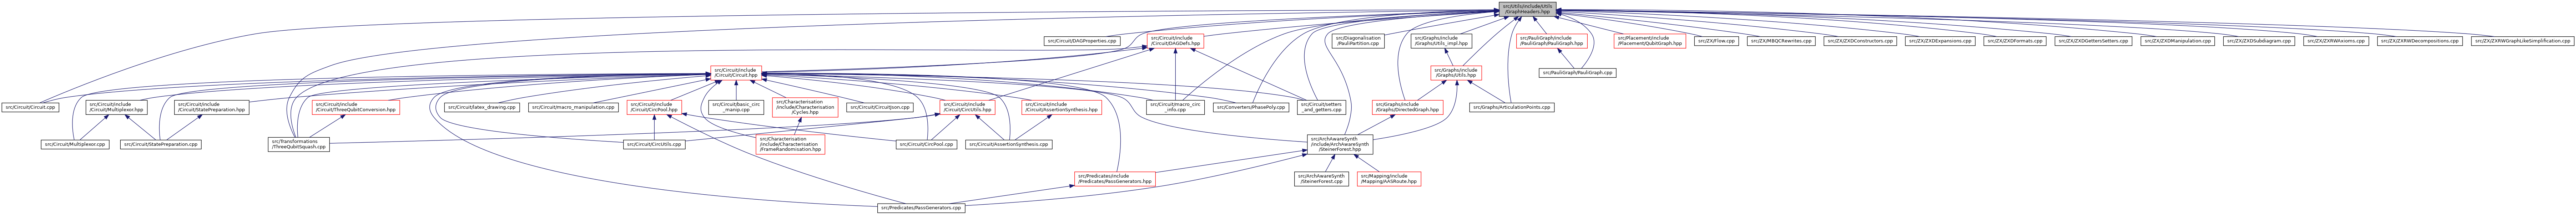 src/Utils/include/Utils
/GraphHeaders.hpp
src/Circuit/DAGProperties.cpp
src/Circuit/include
/Circuit/DAGDefs.hpp
src/Diagonalisation
/PauliPartition.cpp
src/Graphs/include
/Graphs/Utils_impl.hpp
src/PauliGraph/include
/PauliGraph/PauliGraph.hpp
src/Placement/include
/Placement/QubitGraph.hpp
src/ZX/Flow.cpp
src/ZX/MBQCRewrites.cpp
src/ZX/ZXDConstructors.cpp
src/ZX/ZXDExpansions.cpp
src/ZX/ZXDFormats.cpp
src/ZX/ZXDGettersSetters.cpp
src/ZX/ZXDManipulation.cpp
src/ZX/ZXDSubdiagram.cpp
src/ZX/ZXRWAxioms.cpp
src/ZX/ZXRWDecompositions.cpp
src/ZX/ZXRWGraphLikeSimplification.cpp
src/Circuit/include
/Circuit/Circuit.hpp
src/Graphs/include
/Graphs/Utils.hpp
src/PauliGraph/PauliGraph.cpp
src/Circuit/Circuit.cpp
src/Circuit/include
/Circuit/Multiplexor.hpp
src/Circuit/include
/Circuit/StatePreparation.hpp
src/Circuit/include
/Circuit/ThreeQubitConversion.hpp
src/Circuit/latex_drawing.cpp
src/Circuit/macro_manipulation.cpp
src/Circuit/include
/Circuit/CircPool.hpp
src/Circuit/basic_circ
_manip.cpp
src/Characterisation
/include/Characterisation
/Cycles.hpp
src/Circuit/CircuitJson.cpp
src/Circuit/include
/Circuit/CircUtils.hpp
src/Circuit/include
/Circuit/AssertionSynthesis.hpp
src/Circuit/macro_circ
_info.cpp
src/Converters/PhasePoly.cpp
src/Circuit/setters
_and_getters.cpp
src/Graphs/include
/Graphs/DirectedGraph.hpp
src/Graphs/ArticulationPoints.cpp
src/Circuit/Multiplexor.cpp
src/Circuit/StatePreparation.cpp
src/Transformations
/ThreeQubitSquash.cpp
src/Circuit/CircUtils.cpp
src/Characterisation
/include/Characterisation
/FrameRandomisation.hpp
src/Circuit/CircPool.cpp
src/Circuit/AssertionSynthesis.cpp
src/ArchAwareSynth
/include/ArchAwareSynth
/SteinerForest.hpp
src/Predicates/include
/Predicates/PassGenerators.hpp
src/ArchAwareSynth
/SteinerForest.cpp
src/Mapping/include
/Mapping/AASRoute.hpp
src/Predicates/PassGenerators.cpp